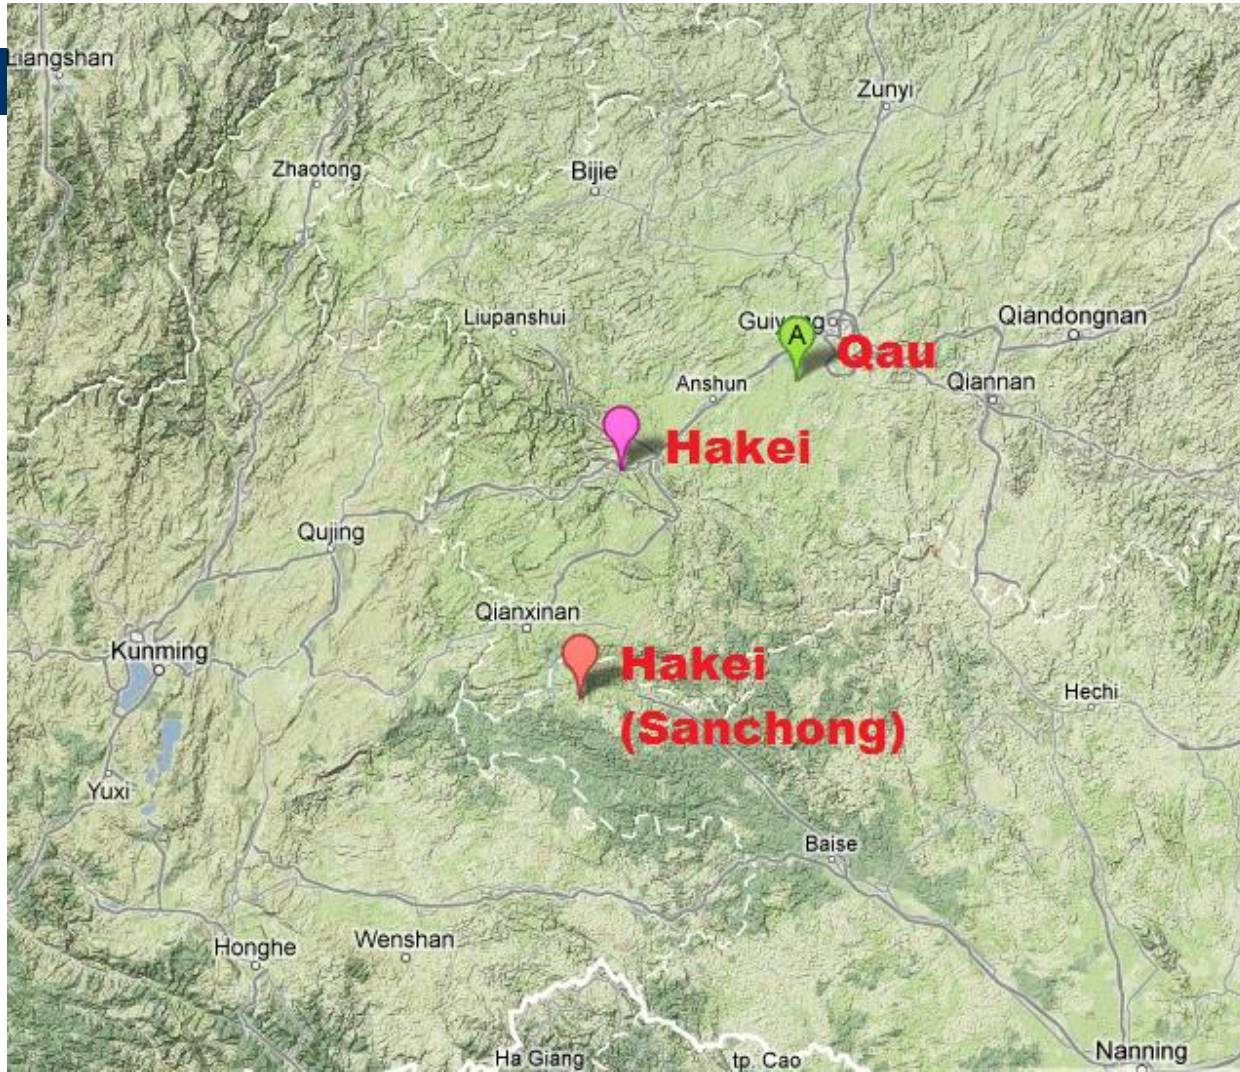 Liangshan
Zunyi
Zhaotong
Bijie
Liupanshui
Qiandongnan
A
Qau
Anshun
Qiannan
Hakei
Qujing
Qianxinan
Kunming
Hakei
(Sanchong)
Hechi
Yuxi
Baise
Honghe
Wenshan
Ha Giang
tp. Cao
Nanning